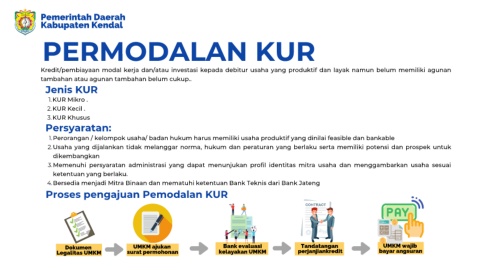 Pemerintah Daerah
Kabupaten Kendal
PERMODALAN KUR
Kredit/pembiayaan modal kerja dan/atau investasi kepada debitur usaha yang produktif dan layak namun belum memiliki agunan
tambahan atau agunan tambahan belum cukup..
Jenis KUR
1. KUR Mikro .
2. KUR Kecil .
3. KUR Khusus
Persyaratan:
1. Perorangan / kelompok usaha/ badan hukum harus memiliki usaha produktif yang dinilai feasible dan bankable
2. Usaha yang dijalankan tidak melanggar norma, hukum dan peraturan yang berlaku serta memiliki potensi dan prospek untuk
dikembangkan
3. Memenuhi persyaratan administrasi yang dapat menunjukan profil identitas mitra usaha dan menggambarkan usaha sesuai
ketentuan yang berlaku.
4. Bersedia menjadi Mitra Binaan dan mematuhi ketentuan Bank Teknis dari Bank Jateng
Proses pengajuan Pemodalan KUR
Dokumen
Legalitas UMKM
UMKM ajukan
surat permohonan
Bank evaluasi
kelayakan UMKM
Tandatangan
perjanjiankredit
PAY
UMKM wajib
bayar angsuran